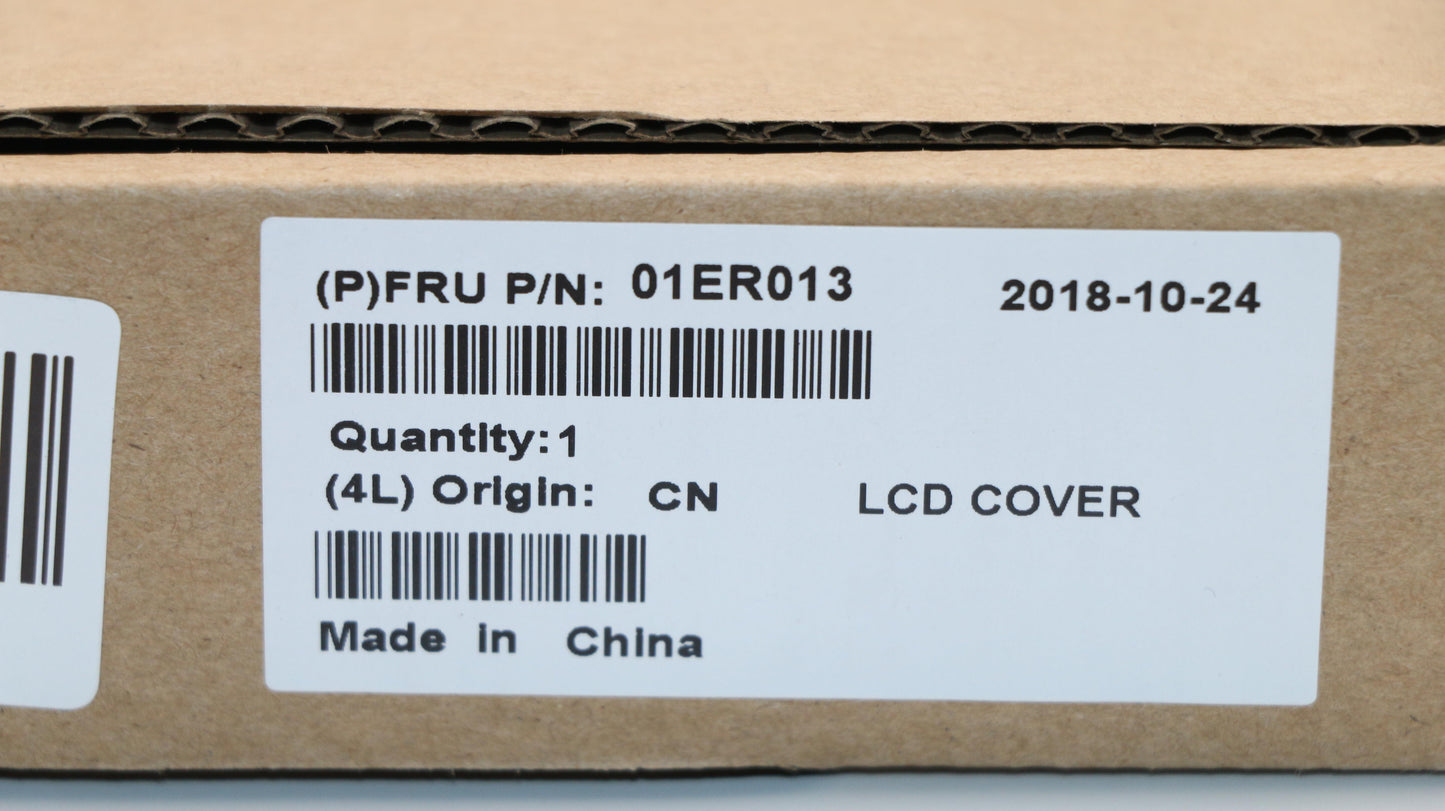 (P)FRU P/N: 01ER013 2018-10-24
Quantity: 1
(4L) Origin: CN LCD COVER
Made in China